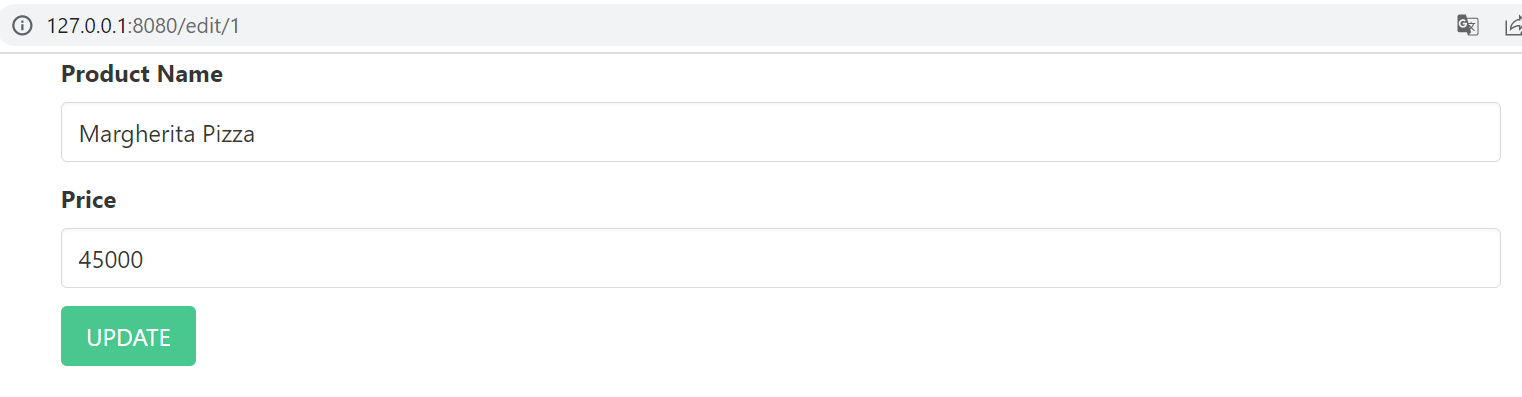 127.0.0.1:8080/edit/1
Product Name
Margherita Pizza
Price
45000
UPDATE